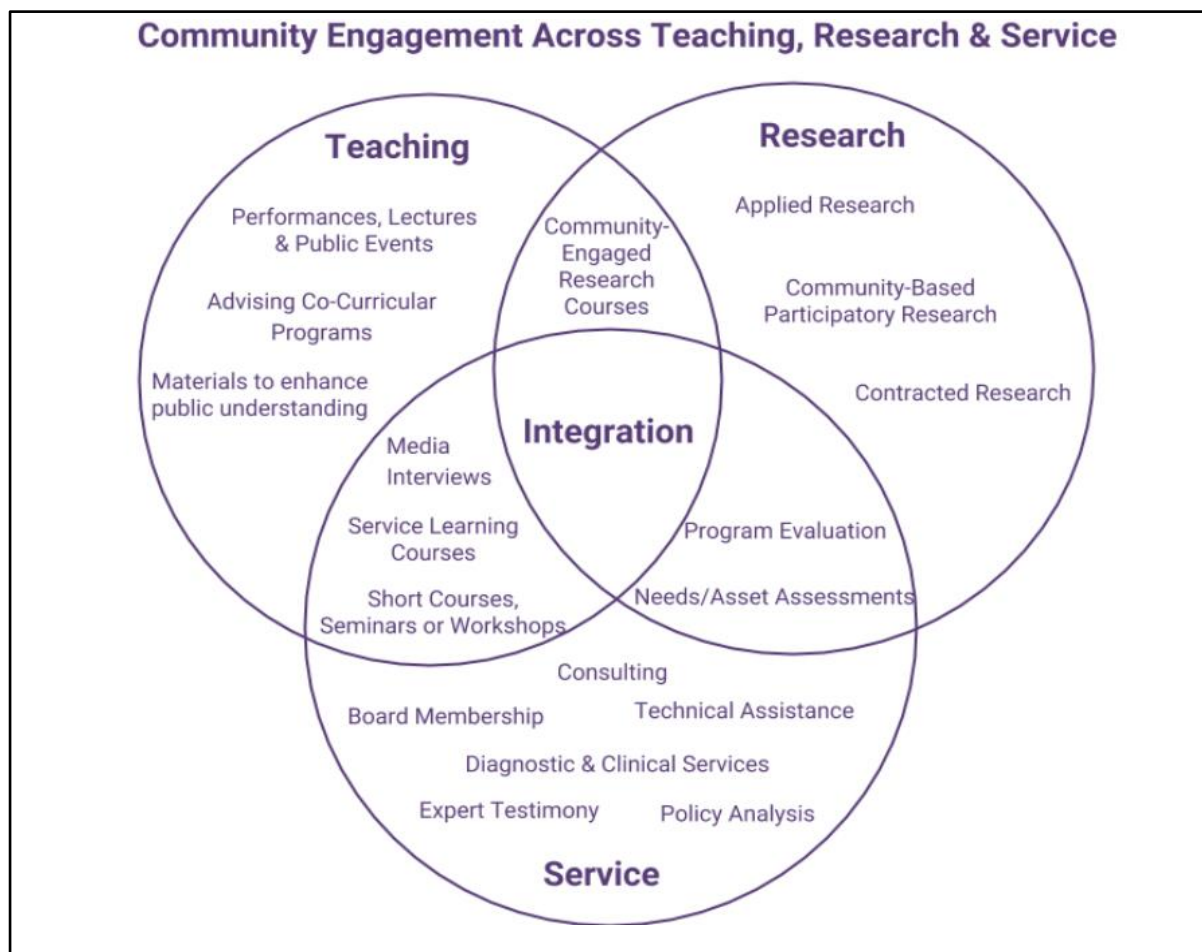 Community Engagement Across Teaching, Research & Service
Teaching
Performances, Lectures
& Public Events
Advising Co-Curricular
Programs
Materials to enhance
public understanding
Research
Applied Research
Community-Based
Participatory Research
Contracted Research
Community-
Engaged
Research
Courses
Integration
Media
Interviews
Service Learning
Courses
Short Courses,
Seminars or Workshops
Program Evaluation
Needs/Asset Assessments
Consulting
Board Membership
Technical Assistance
Diagnostic & Clinical Services
Expert Testimony
Policy Analysis
Service